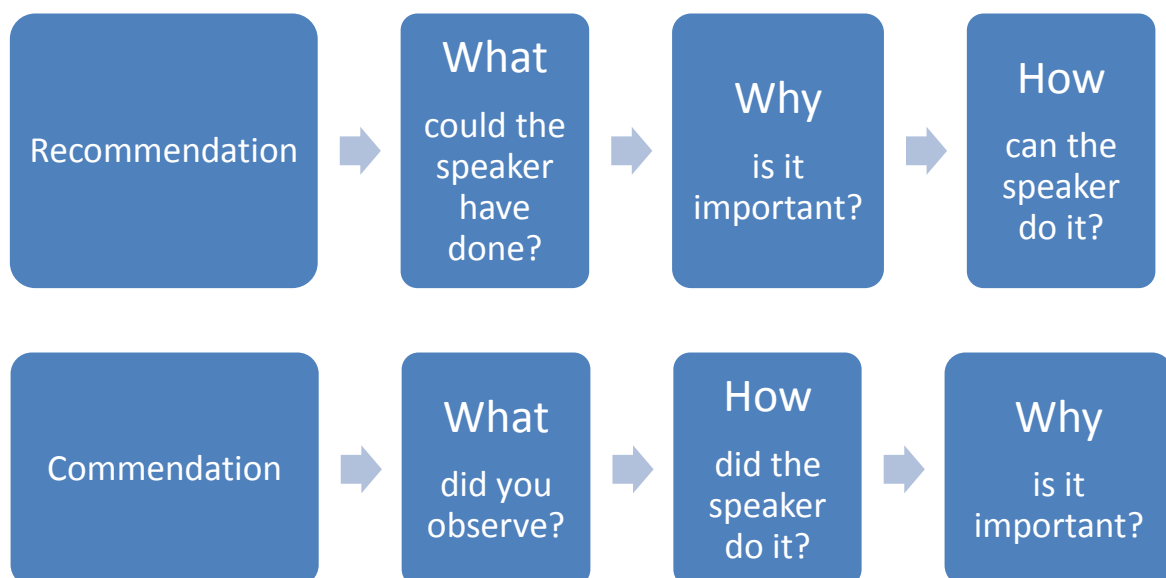 Recommendation
What
could the
speaker
have
done?
Why
is it
important?
How
can the
speaker
do it?
Commendation
What
did you
observe?
How
did the
speaker
do it?
Why
is it
important?